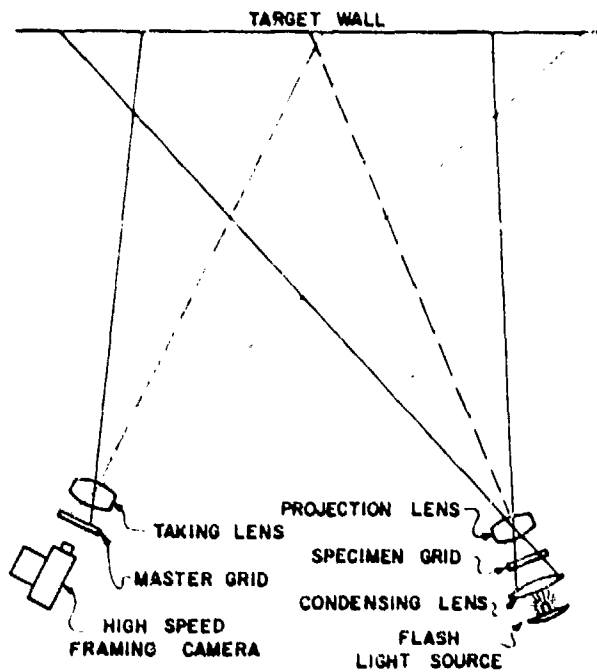 TARGET WALL
TAKING LENS
MASTER GRID
HIGH SPEED
FRAMING CAMERA
PROJECTION LENS
SPECIMEN GRID
CONDENSING LENS
FLASH
LIGHT SOURCE